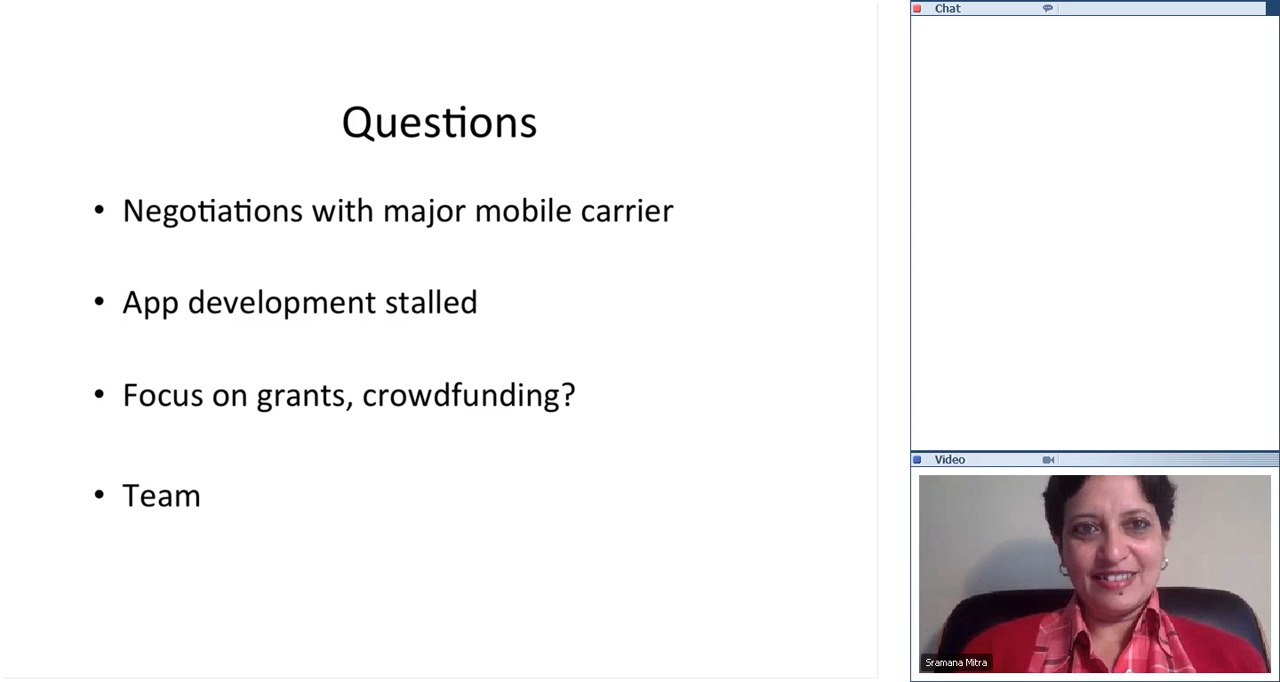 Questions
• Negotiations with major mobile carrier
• App development stalled
• Focus on grants, crowdfunding?
• Team
Chat
Video
Sramana Mitra